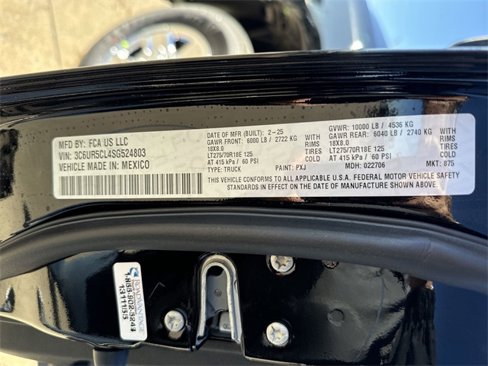 MFD BY: FCA US LLC
VIN: 3C6UR5CL4SG524803
VEHICLE MADE IN: MEXICO
DATE OF MFR (BUILT): 2-25
GAWR FRONT: 6000 LB / 2722 KG WITH
18X8.0 RIMS
LT275/70R18E 125 TIRES
AT 415 kPa / 60 PSI
TYPE: TRUCK
GVWR: 10000 LB / 4536 KG
GAWR REAR: 6040 LB / 2740 KG WITH
18X8.0 RIMS
LT275/70R18E 125 TIRES
AT 415 kPa / 60 PSI
PAINT: PXJ MDH: 022706 MKT: 875
THIS VEHICLE CONFORMS TO ALL APPLICABLE U.S.A. FEDERAL MOTOR VEHICLE SAFETY
STANDARDS IN EFFECT ON THE DATE OF MANUFACTURE SHOWN ABOVE.